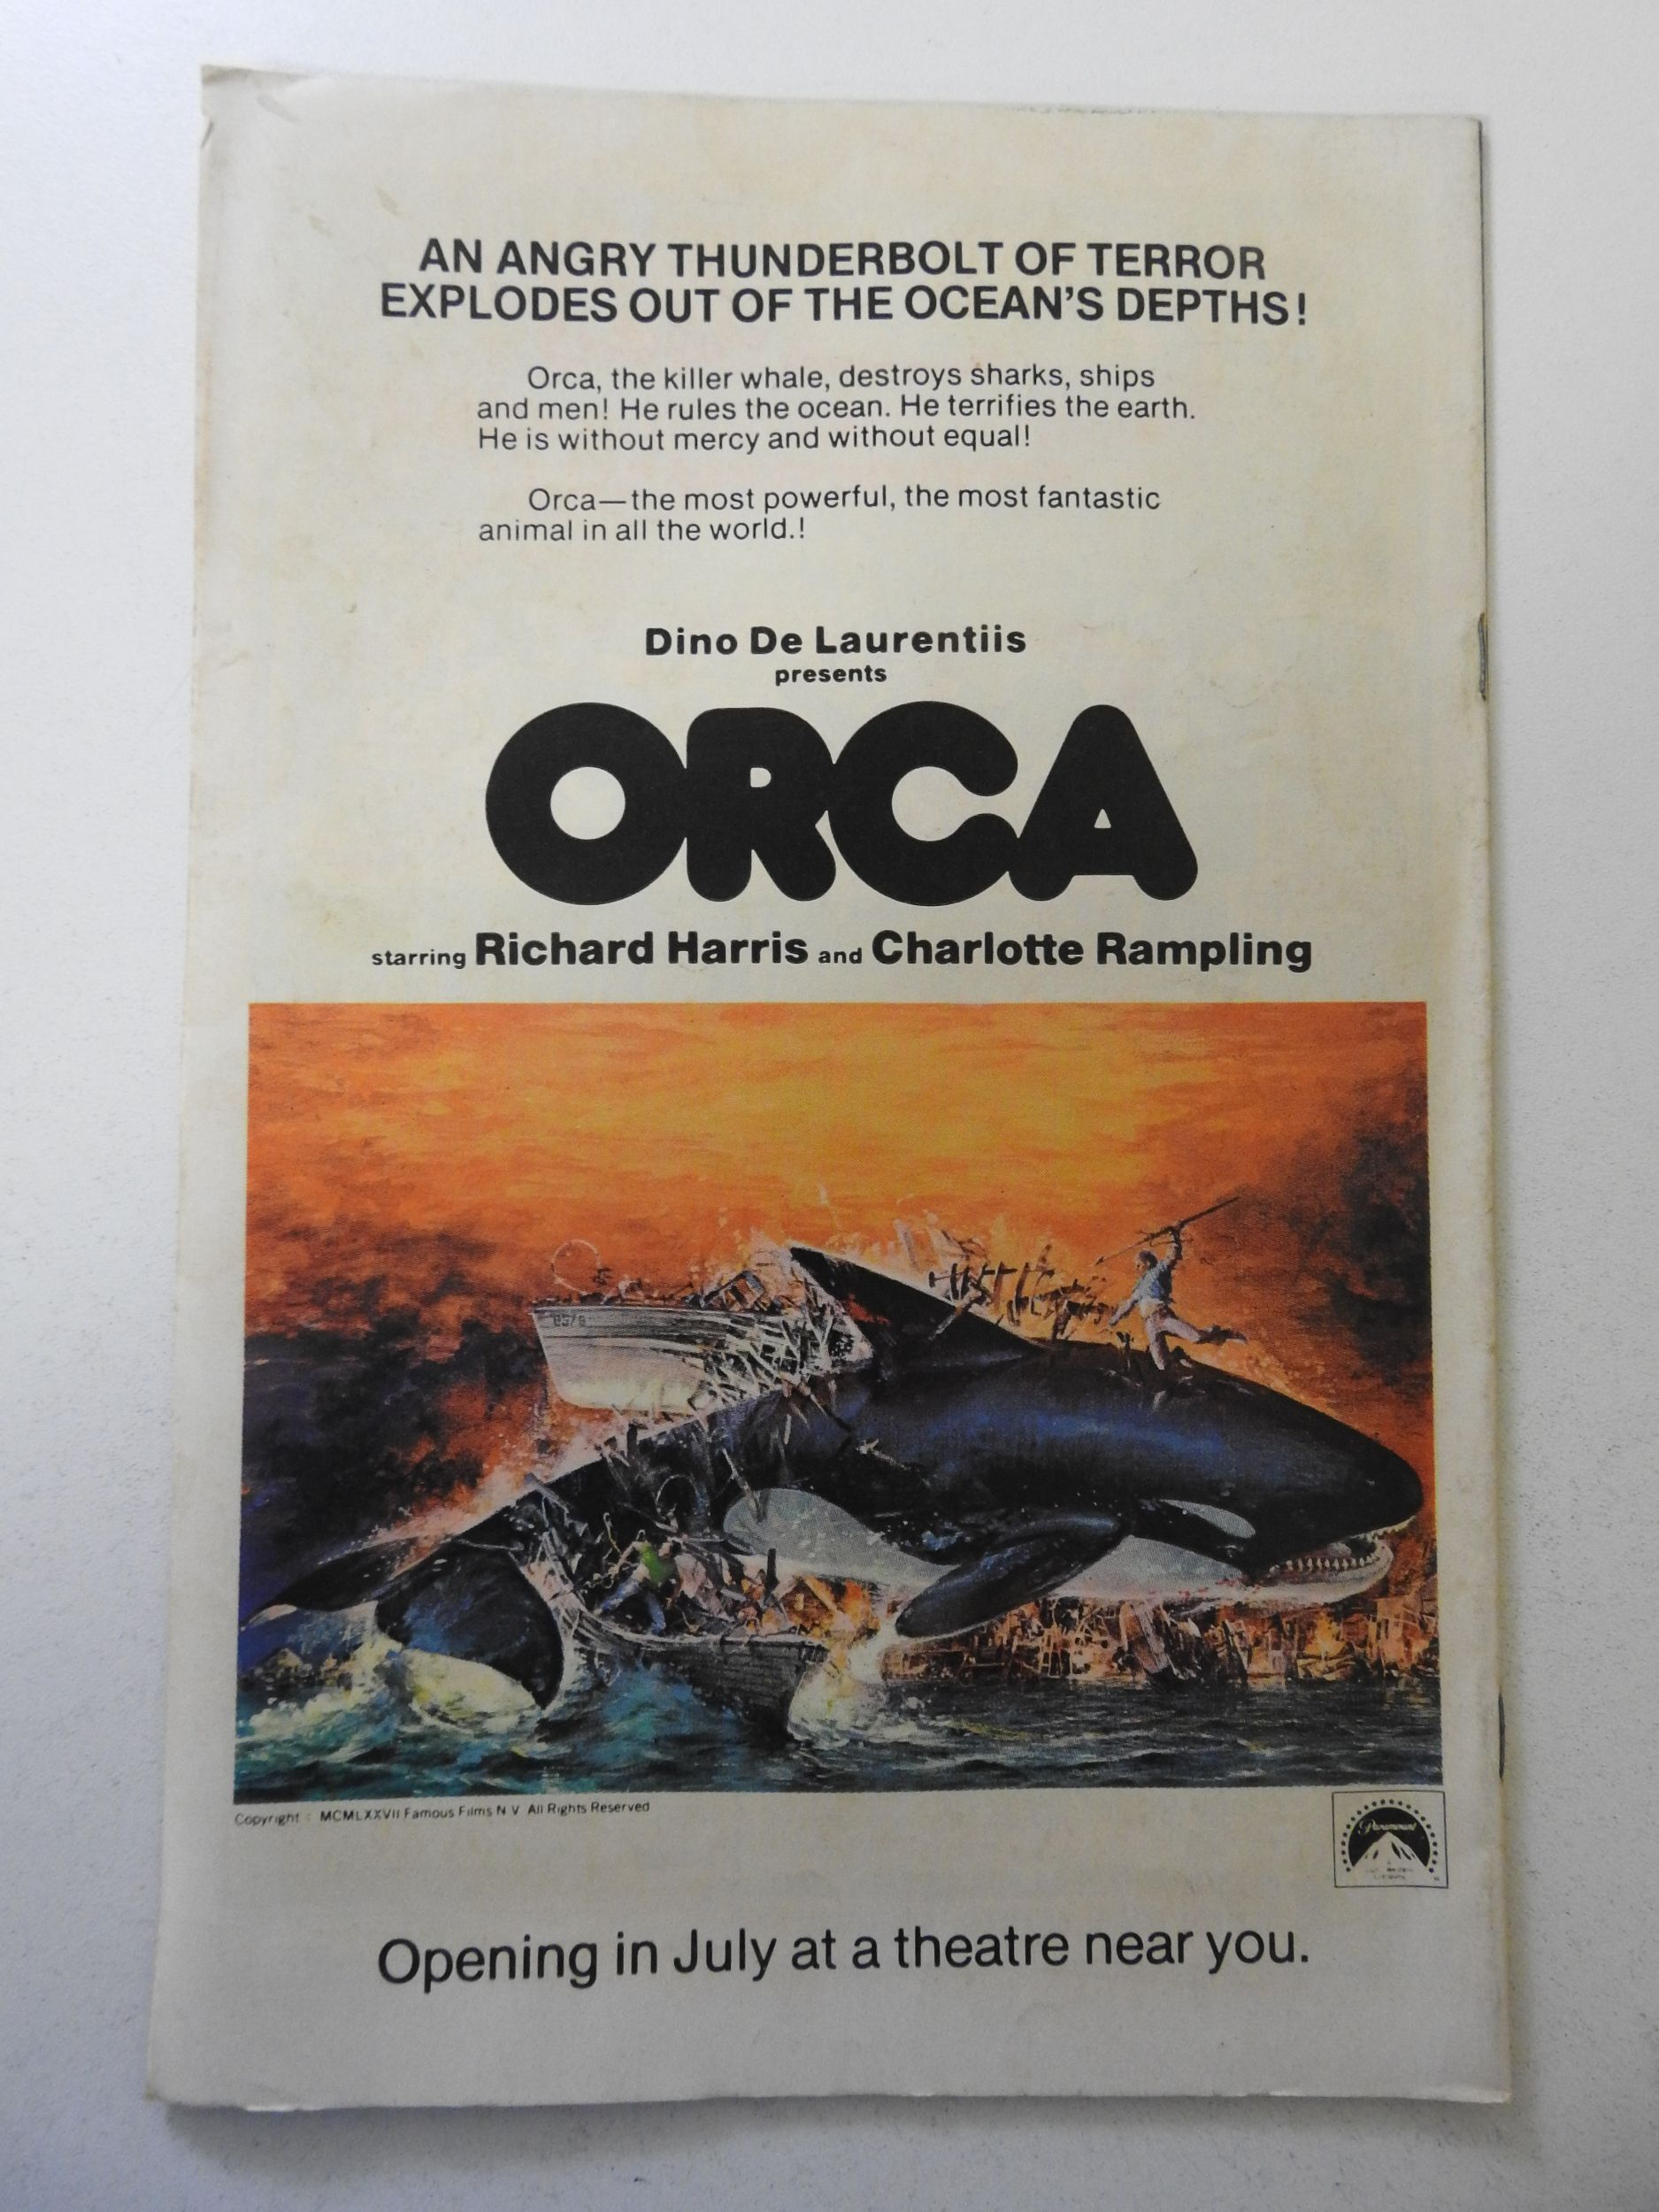 AN ANGRY THUNDERBOLT OF TERROR
EXPLODES OUT OF THE OCEAN'S DEPTHS!
Orca, the killer whale, destroys sharks, ships
and men! He rules the ocean. He terrifies the earth.
He is without mercy and without equal!
Orca—the most powerful, the most fantastic
animal in all the world.!
Dino De Laurentiis
presents
ORCA
starring Richard Harris and Charlotte Rampling
Copyright © MCMLXXVII Famous Films N V All Rights Reserved
Paramount
Opening in July at a theatre near you.